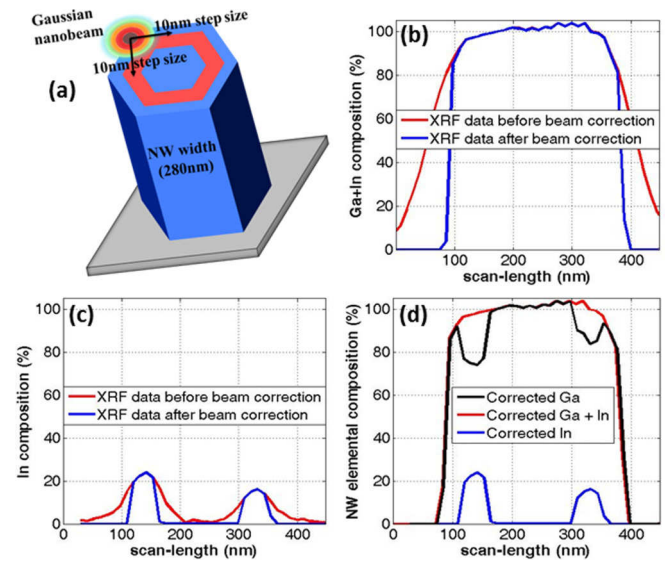 Gaussian
nanobeam
10nm step size
10nm step size
(a)
NW width
(280nm)
(b)
Ga+In composition (%)
100
80
60
40
20
0
XRF data before beam correction
XRF data after beam correction
100 200 300 400
scan-length (nm)
(c)
In composition (%)
100
80
60
40
20
0
XRF data before beam correction
XRF data after beam correction
100 200 300 400
scan-length (nm)
(d)
NW elemental composition (%)
100
80
60
40
20
0
Corrected Ga
Corrected Ga + In
Corrected In
100 200 300 400
scan-length (nm)